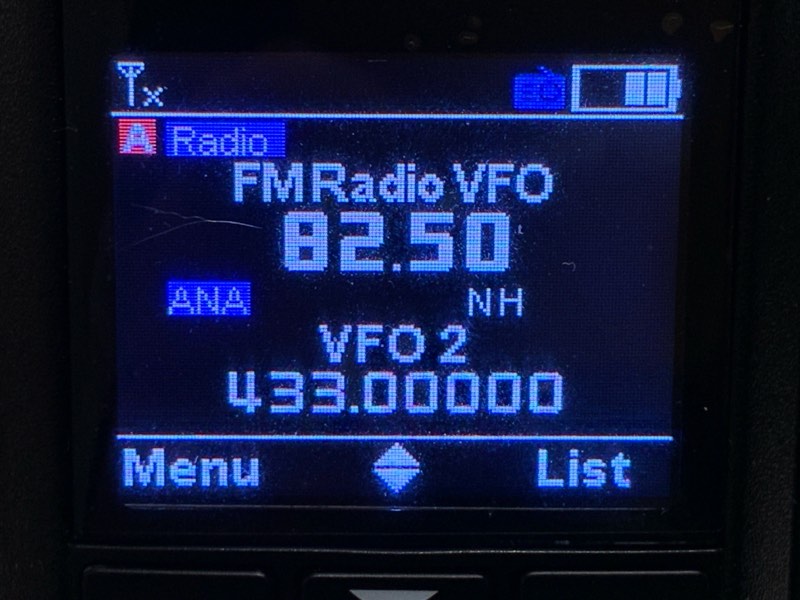 A Radio
FM Radio VFO
82.50
ANA NH
VFO 2
433.00000
Menu List